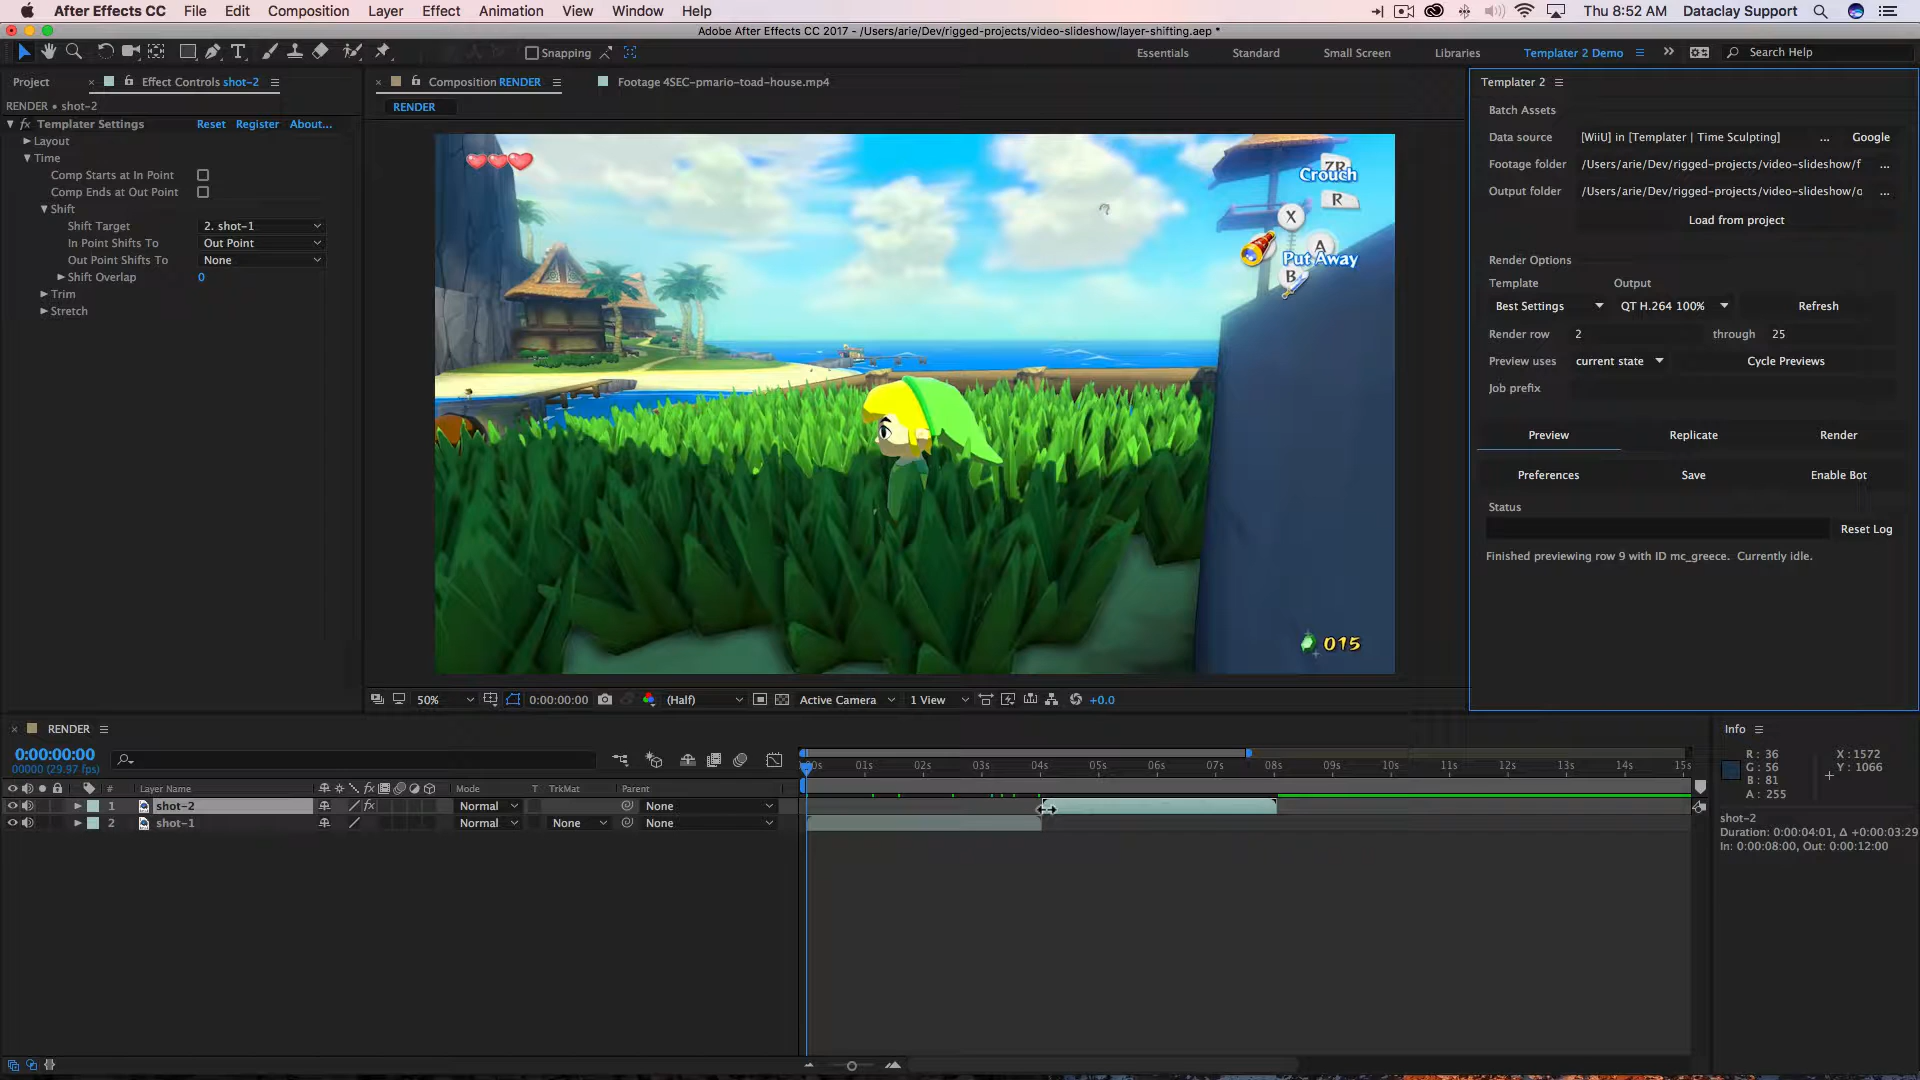 After Effects CC File Edit Composition Layer Effect Animation View Window Help Thu 8:52 AM Dataclay Support
Adobe After Effects CC 2017 - /Users/arie/Dev/rigged-projects/video-slideshow/layer-shifting.aep *
Snapping Essentials Standard Small Screen Libraries Templater 2 Demo Search Help
Project Effect Controls shot-2 Composition RENDER Footage 4SEC-pmario-toad-house.mp4 Templater 2
RENDER • shot-2 RENDER
fx Templater Settings Reset Register About...
Layout
Time
Comp Starts at In Point
Comp Ends at Out Point
Shift
Shift Target 2. shot-1
In Point Shifts To Out Point
Out Point Shifts To None
Shift Overlap 0
Trim
Stretch
ZR
Crouch
R
X
A
Put Away
B
015
Batch Assets
Data source [WiiU] in [Templater | Time Sculpting] ... Google
Footage folder /Users/arie/Dev/rigged-projects/video-slideshow/f ...
Output folder /Users/arie/Dev/rigged-projects/video-slideshow/o ...
Load from project
Render Options
Template Output
Best Settings QT H.264 100% Refresh
Render row 2 through 25
Preview uses current state Cycle Previews
Job prefix
Preview Replicate Render
Preferences Save Enable Bot
Status
Reset Log
Finished previewing row 9 with ID mc_greece. Currently idle.
50% 0:00:00:00 (Half) Active Camera 1 View +0.0
RENDER
0:00:00:00
00000 (29.97 fps)
00s 01s 02s 03s 04s 05s 06s 07s 08s 09s 10s 11s 12s 13s 14s 15s
# Layer Name fx Mode T TrkMat Parent
1 shot-2 fx Normal None
2 shot-1 Normal None None
Info
R : 36 X : 1572
G : 56 Y : 1066
B : 81
A : 255
shot-2
Duration: 0:00:04:01, Δ +0:00:03:29
In: 0:00:08:00, Out: 0:00:12:00